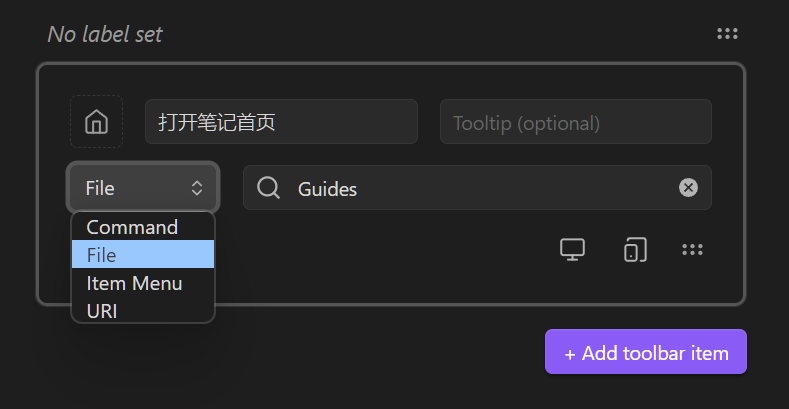 No label set
打开笔记首页
Tooltip (optional)
File
Guides
Command
File
Item Menu
URI
+ Add toolbar item